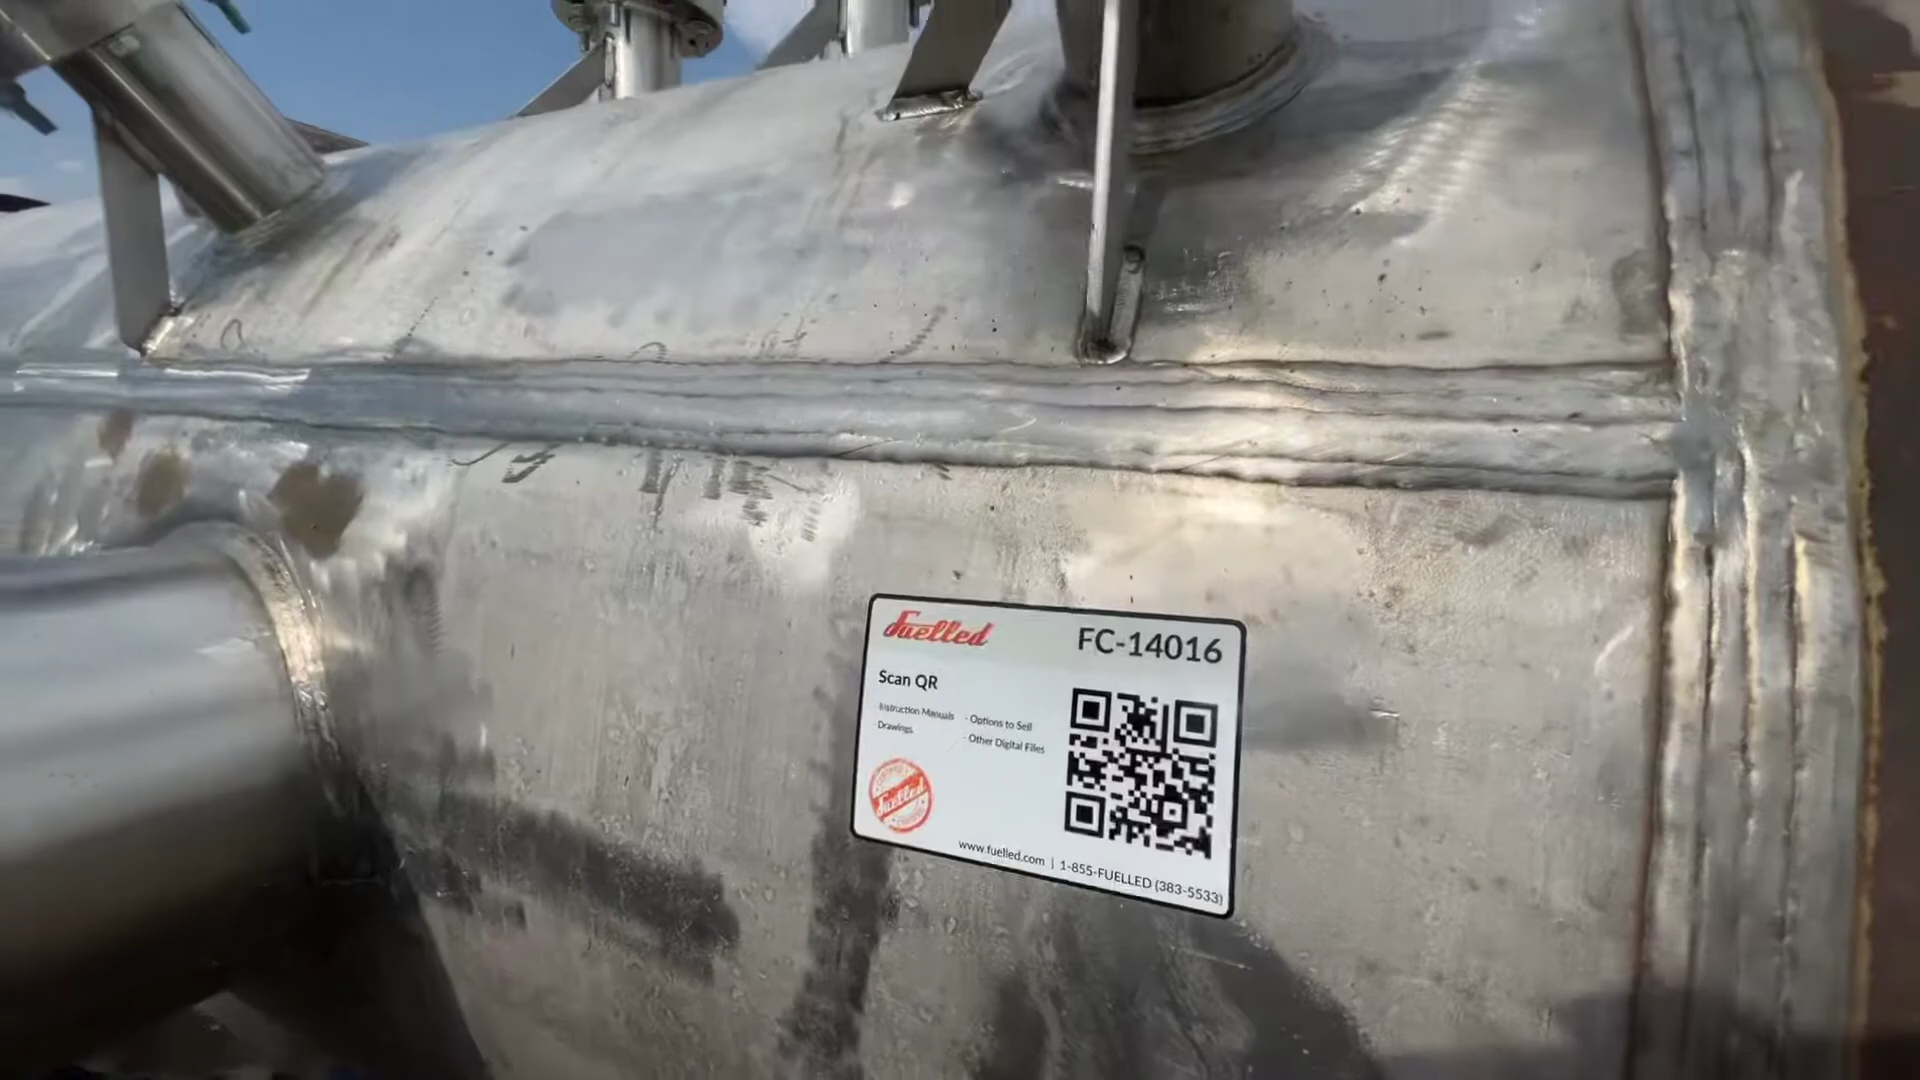 Fuelled
FC-14016
Scan QR
Instruction Manuals
- Options to Sell
Drawings
- Other Digital Files
Fuelled
www.fuelled.com | 1-855-FUELLED (383-5533)